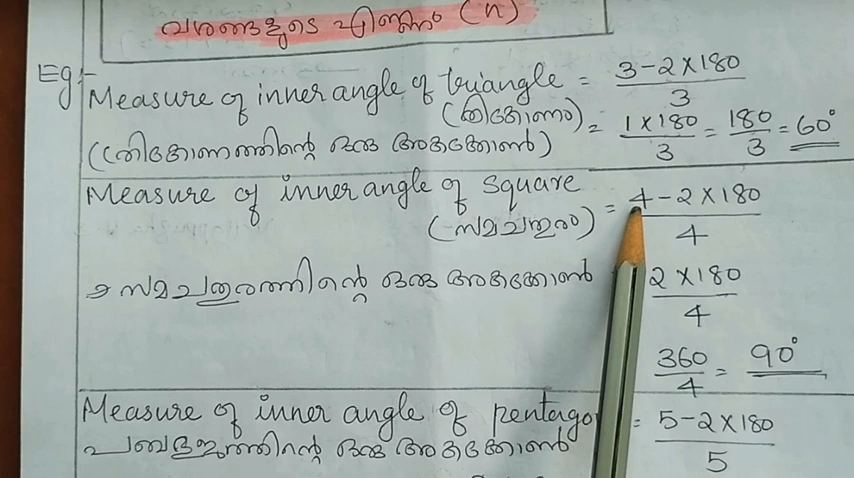 വശങ്ങളുടെ എണ്ണം (n)
Eg:-
Measure of inner angle of triangle = 3-2×180/3
(ത്രികോണം) = 1×180/3 = 180/3 = 60°
(ത്രികോണത്തിന്റെ ഒരു അകക്കോൺ)
Measure of inner angle of square = 4-2×180/4
(സമചതുരം)
സമചതുരത്തിന്റെ ഒരു അകക്കോൺ 2×180/4
360/4 = 90°
Measure of inner angle of pentago = 5-2×180/5
പഞ്ചഭുജത്തിന്റെ ഒരു അകക്കോൺ